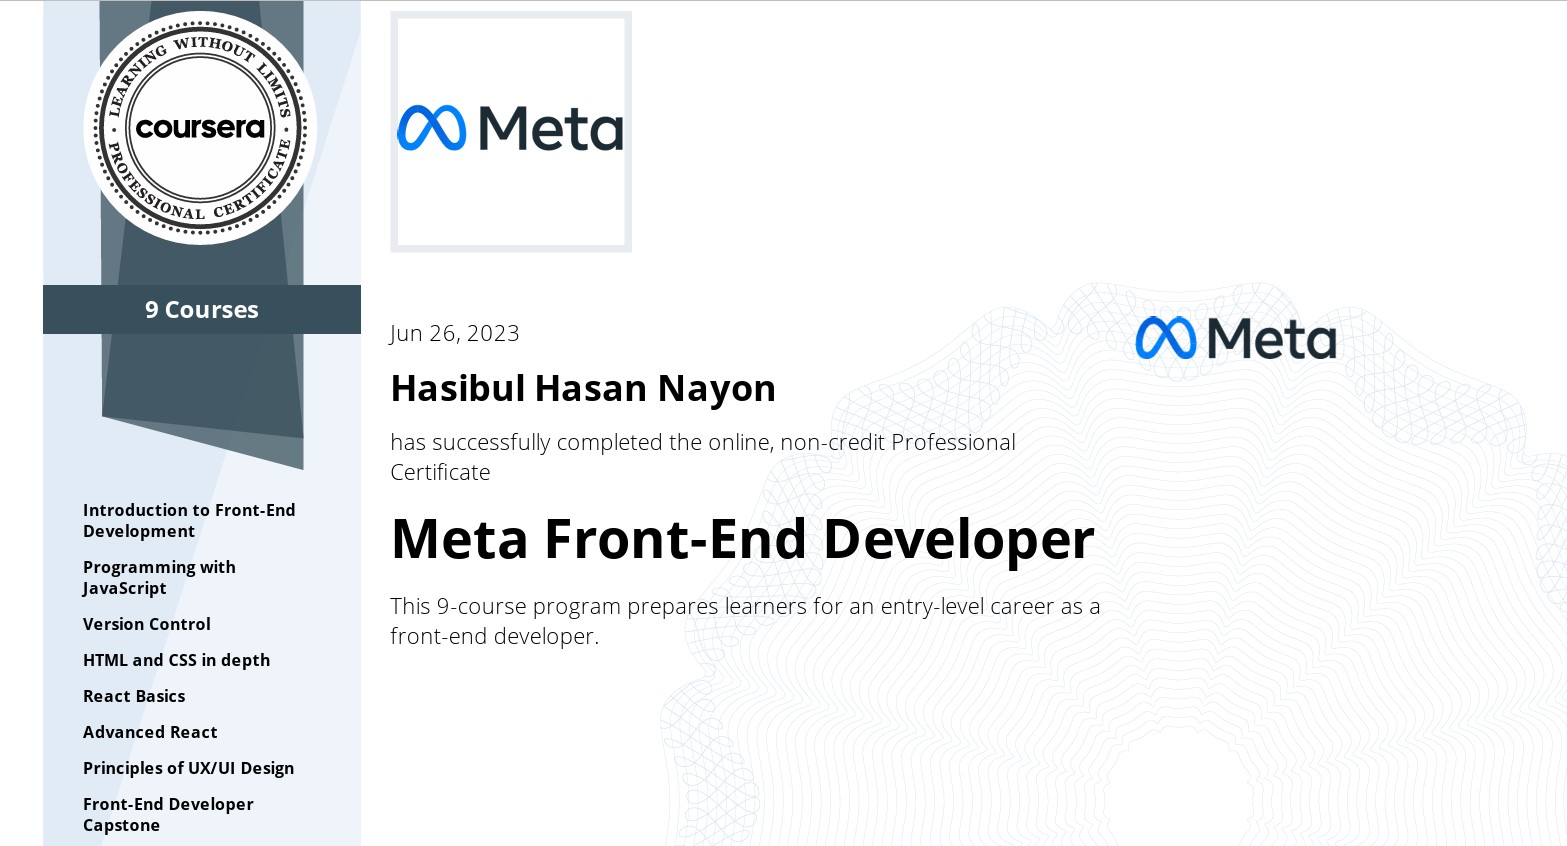 LEARNING WITHOUT LIMITS
coursera
PROFESSIONAL CERTIFICATE
9 Courses
Introduction to Front-End
Development
Programming with
JavaScript
Version Control
HTML and CSS in depth
React Basics
Advanced React
Principles of UX/UI Design
Front-End Developer
Capstone
Meta
Jun 26, 2023
Meta
Hasibul Hasan Nayon
has successfully completed the online, non-credit Professional
Certificate
Meta Front-End Developer
This 9-course program prepares learners for an entry-level career as a
front-end developer.